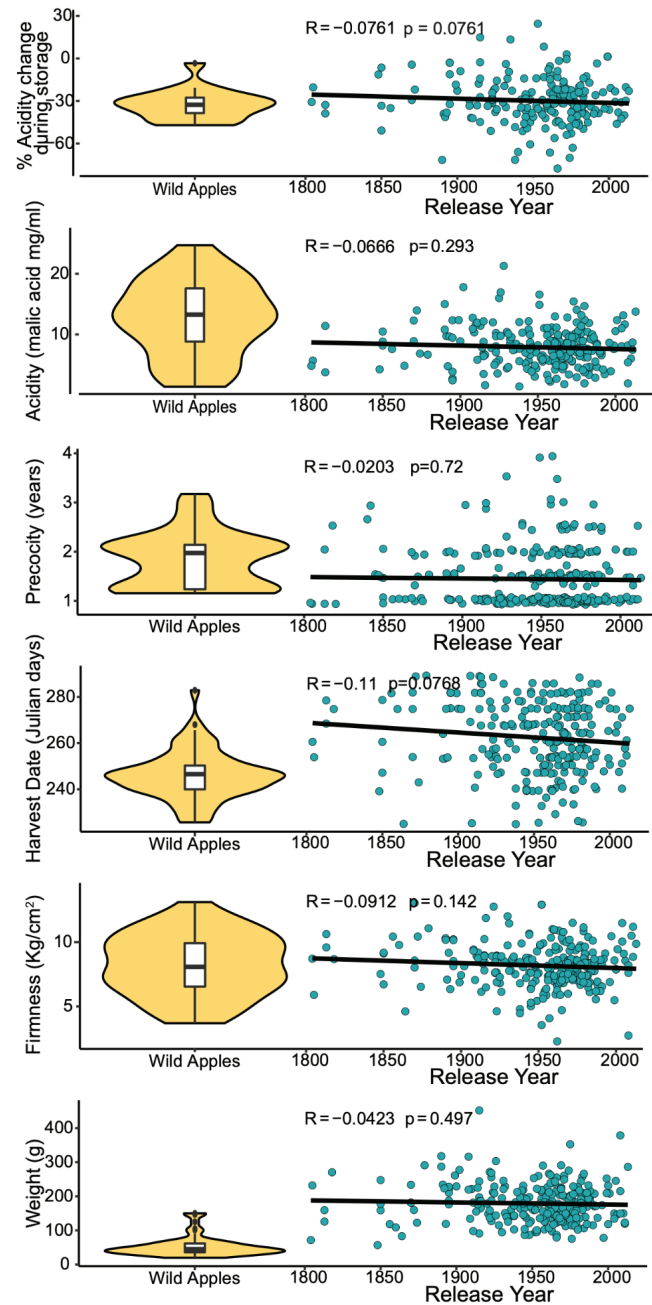 % Acidity change
during storage
30%
0
−30
−60
R=−0.0761 p = 0.0761
Wild Apples
1800 1850 1900 1950 2000
Release Year
Acidity (malic acid mg/ml)
20
10
R=−0.0666 p=0.293
Wild Apples
1800 1850 1900 1950 2000
Release Year
Precocity (years)
4
3
2
1
R=−0.0203 p=0.72
Wild Apples
1800 1850 1900 1950 2000
Release Year
Harvest Date (Julian days)
280
260
240
R=−0.11 p=0.0768
Wild Apples
1800 1850 1900 1950 2000
Release Year
Firmness (Kg/cm²)
10
5
R=−0.0912 p=0.142
Wild Apples
1800 1850 1900 1950 2000
Release Year
Weight (g)
400
300
200
100
0
R=−0.0423 p=0.497
Wild Apples
1800 1850 1900 1950 2000
Release Year